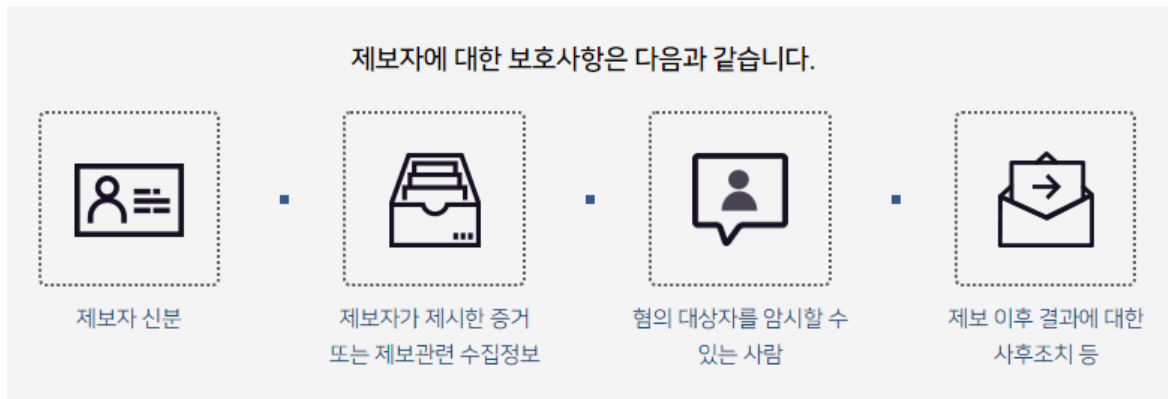 제보자에 대한 보호사항은 다음과 같습니다.
제보자 신분
제보자가 제시한 증거
또는 제보관련 수집정보
혐의 대상자를 암시할 수
있는 사람
제보 이후 결과에 대한
사후조치 등